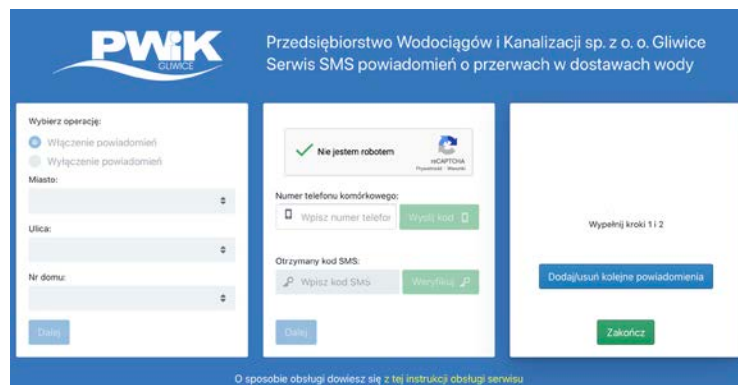 PWiK
GLIWICE
Przedsiębiorstwo Wodociągów i Kanalizacji sp. z o. o. Gliwice
Serwis SMS powiadomień o przerwach w dostawach wody
Wybierz operację:
Włączenie powiadomień
Wyłączenie powiadomień
Miasto:
Ulica:
Nr domu:
Dalej
Nie jestem robotem
reCAPTCHA
Prywatność - Warunki
Numer telefonu komórkowego:
Wpisz numer telefor
Wyślij kod
Otrzymany kod SMS:
Wpisz kod SMS
Weryfikuj
Dalej
Wypełnij kroki 1 i 2
Dodaj/usuń kolejne powiadomienia
Zakończ
O sposobie obsługi dowiesz się z tej instrukcji obsługi serwisu